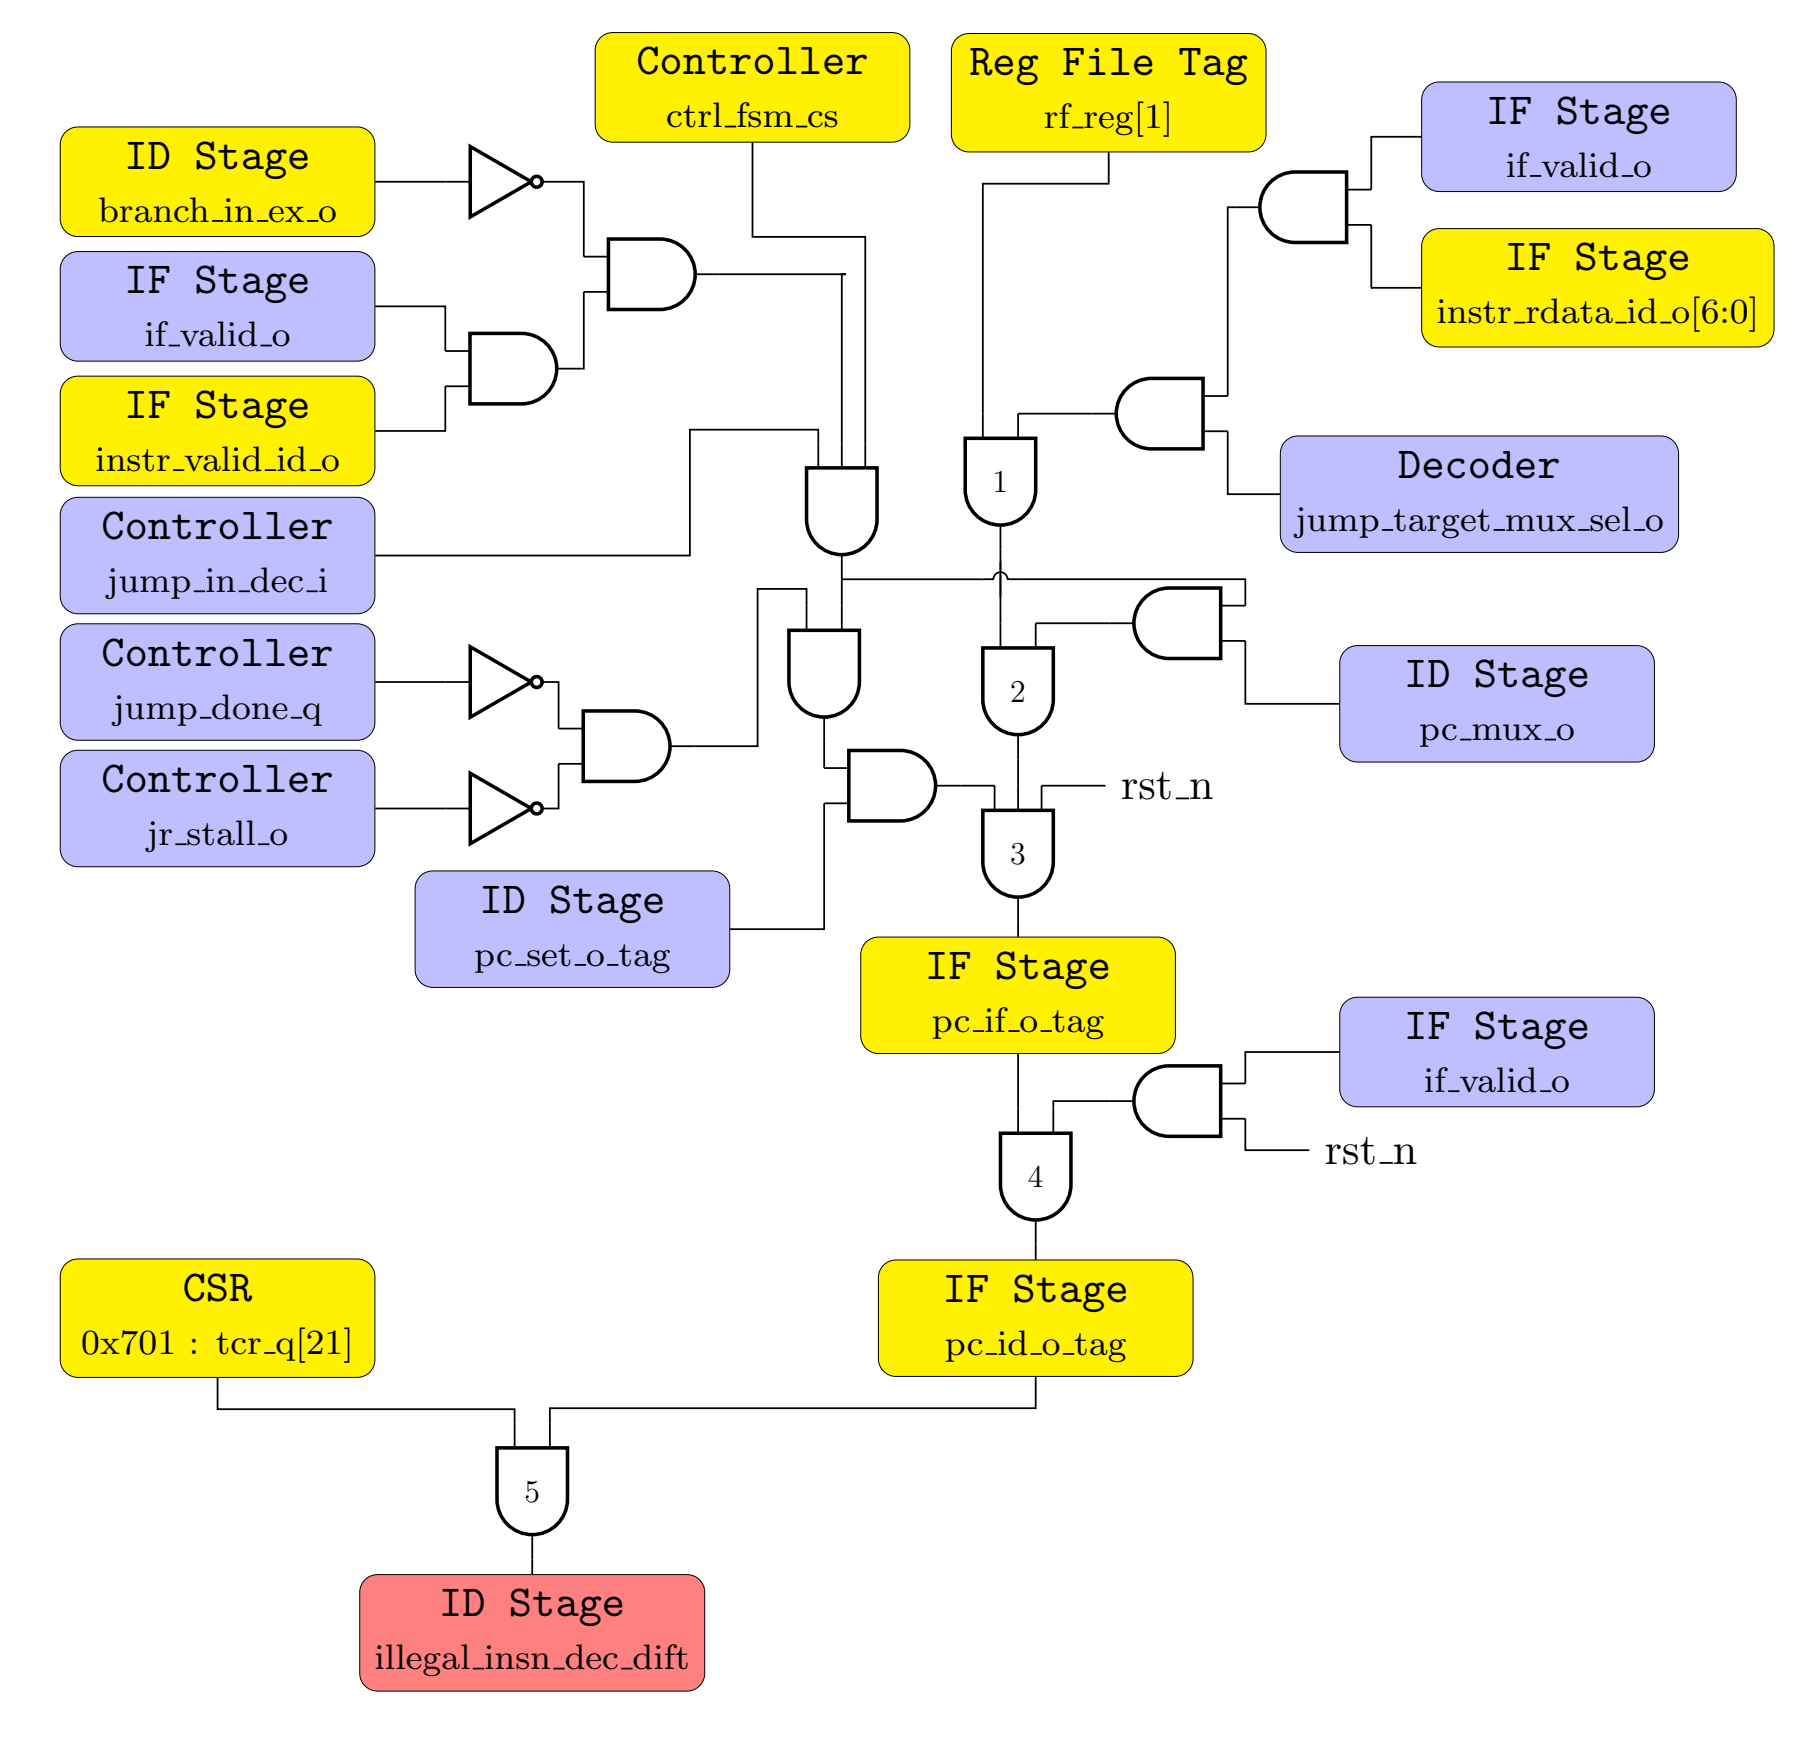 Controller
ctrl_fsm_cs
Reg File Tag
rf_reg[1]
IF Stage
if_valid_o
ID Stage
branch_in_ex_o
IF Stage
instr_rdata_id_o[6:0]
IF Stage
if_valid_o
IF Stage
instr_valid_id_o
Decoder
jump_target_mux_sel_o
1
Controller
jump_in_dec_i
Controller
jump_done_q
ID Stage
pc_mux_o
2
Controller
jr_stall_o
rst_n
3
ID Stage
pc_set_o_tag
IF Stage
pc_if_o_tag
IF Stage
if_valid_o
rst_n
4
CSR
0x701 : tcr_q[21]
IF Stage
pc_id_o_tag
5
ID Stage
illegal_insn_dec_dift